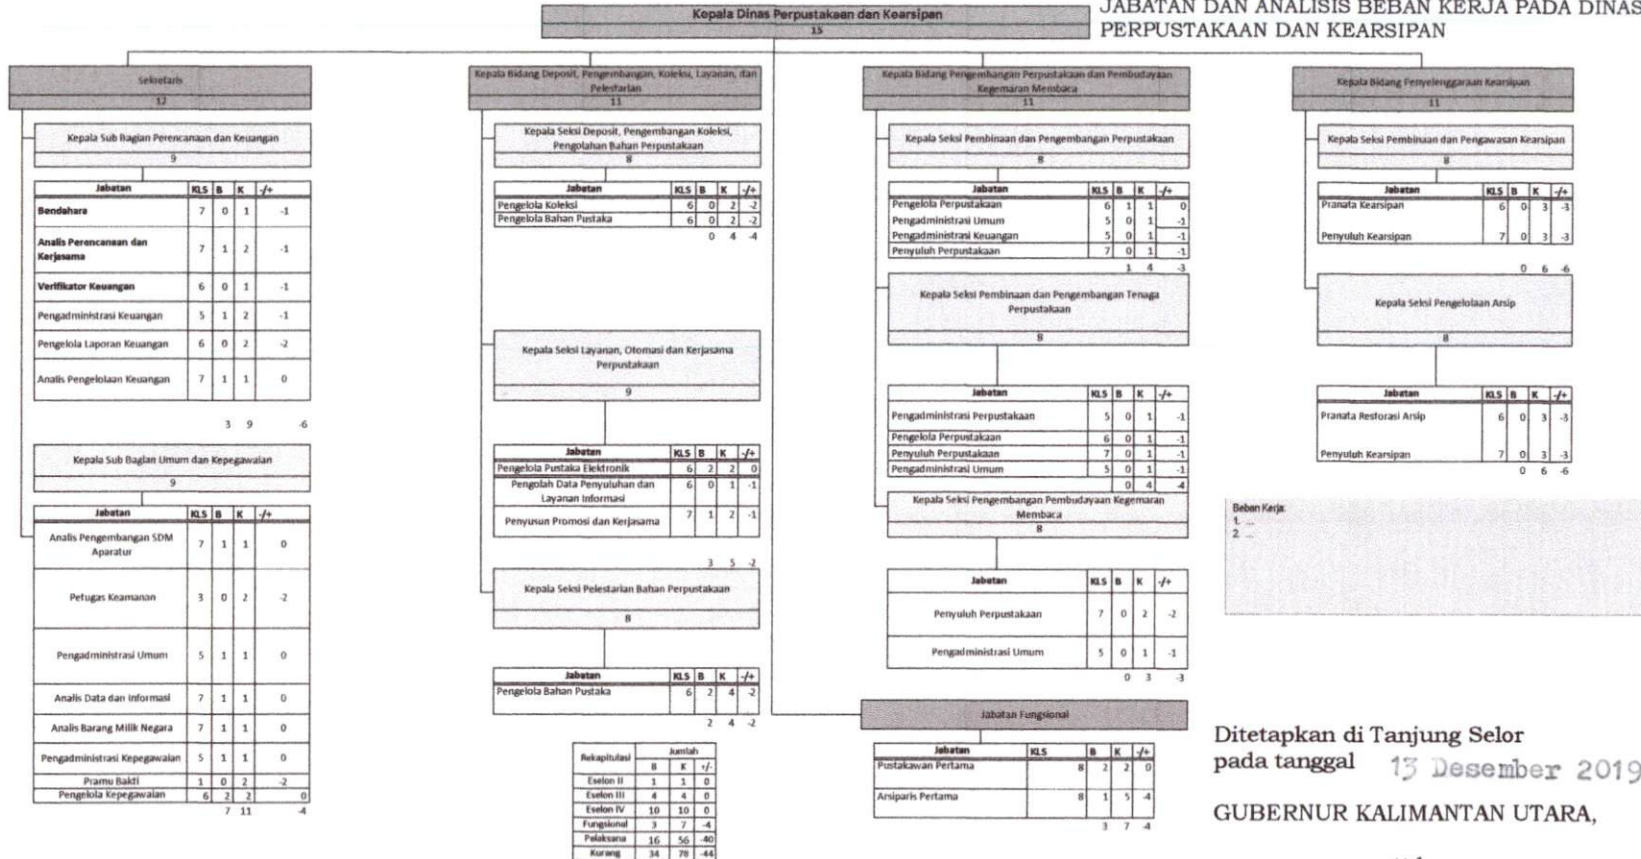 JABATAN DAN ANALISIS BEBAN KERJA PADA DINAS
PERPUSTAKAAN DAN KEARSIPAN
Kepala Dinas Perpustakaan dan Kearsipan
15
Sekretaris
12
Kepala Sub Bagian Perencanaan dan Keuangan
9
Jabatan KLS B K -/+
Bendahara 7 0 1 -1
Analis Perencanaan dan
Kerjasama 7 1 2 -1
Verifikator Keuangan 6 0 1 -1
Pengadministrasi Keuangan 5 1 2 -1
Pengelola Laporan Keuangan 6 0 2 -2
Analis Pengelolaan Keuangan 7 1 1 0
3 9 -6
Kepala Sub Bagian Umum dan Kepegawaian
9
Jabatan KLS B K -/+
Analis Pengembangan SDM
Aparatur 7 1 1 0
Petugas Keamanan 3 0 2 -2
Pengadministrasi Umum 5 1 1 0
Analis Data dan Informasi 7 1 1 0
Analis Barang Milik Negara 7 1 1 0
Pengadministrasi Kepegawaian 5 1 1 0
Pramu Bakti 1 0 2 -2
Pengelola Kepegawaian 6 2 2 0
7 11 -4
Kepala Bidang Deposit, Pengembangan, Koleksi, Layanan, dan
Pelestarian
11
Kepala Seksi Deposit, Pengembangan Koleksi,
Pengolahan Bahan Perpustakaan
8
Jabatan KLS B K -/+
Pengelola Koleksi 6 0 2 -2
Pengelola Bahan Pustaka 6 0 2 -2
0 4 -4
Kepala Seksi Layanan, Otomasi dan Kerjasama
Perpustakaan
9
Jabatan KLS B K -/+
Pengelola Pustaka Elektronik 6 2 2 0
Pengolah Data Penyuluhan dan
Layanan Informasi 6 0 1 -1
Penyusun Promosi dan Kerjasama 7 1 2 -1
3 5 -2
Kepala Seksi Pelestarian Bahan Perpustakaan
8
Jabatan KLS B K -/+
Pengelola Bahan Pustaka 6 2 4 -2
2 4 -2
Rekapitulasi Jumlah
B K +/-
Eselon II 1 1 0
Eselon III 4 4 0
Eselon IV 10 10 0
Fungsional 3 7 -4
Pelaksana 16 56 -40
Kurang 34 78 -44
Kepala Bidang Pengembangan Perpustakaan dan Pembudayaan
Kegemaran Membaca
11
Kepala Seksi Pembinaan dan Pengembangan Perpustakaan
8
Jabatan KLS B K -/+
Pengelola Perpustakaan 6 1 1 0
Pengadministrasi Umum 5 0 1 -1
Pengadministrasi Keuangan 5 0 1 -1
Penyuluh Perpustakaan 7 0 1 -1
1 4 -3
Kepala Seksi Pembinaan dan Pengembangan Tenaga
Perpustakaan
8
Jabatan KLS B K -/+
Pengadministrasi Perpustakaan 5 0 1 -1
Pengelola Perpustakaan 6 0 1 -1
Penyuluh Perpustakaan 7 0 1 -1
Pengadministrasi Umum 5 0 1 -1
0 4 -4
Kepala Seksi Pengembangan Pembudayaan Kegemaran
Membaca
8
Jabatan KLS B K -/+
Penyuluh Perpustakaan 7 0 2 -2
Pengadministrasi Umum 5 0 1 -1
0 3 -3
Jabatan Fungsional
Jabatan KLS B K -/+
Pustakawan Pertama 8 2 2 0
Arsiparis Pertama 8 1 5 -4
3 7 -4
Kepala Bidang Penyelenggaraan Kearsipan
11
Kepala Seksi Pembinaan dan Pengawasan Kearsipan
8
Jabatan KLS B K -/+
Pranata Kearsipan 6 0 3 -3
Penyuluh Kearsipan 7 0 3 -3
0 6 -6
Kepala Seksi Pengelolaan Arsip
8
Jabatan KLS B K -/+
Pranata Restorasi Arsip 6 0 3 -3
Penyuluh Kearsipan 7 0 3 -3
0 6 -6
Beban Kerja:
1. ...
2. ...
Ditetapkan di Tanjung Selor
pada tanggal 13 Desember 2019
GUBERNUR KALIMANTAN UTARA,